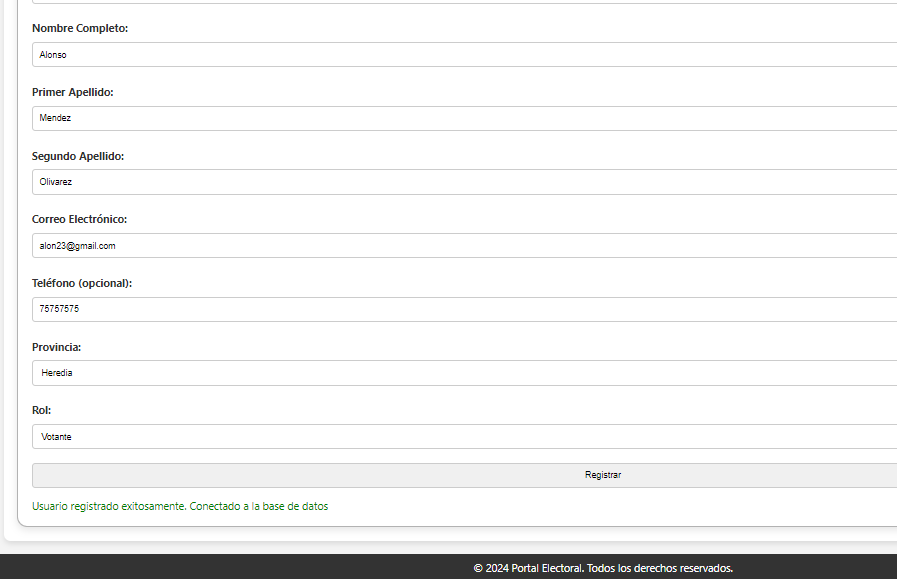 Nombre Completo:
Alonso
Primer Apellido:
Mendez
Segundo Apellido:
Olivarez
Correo Electrónico:
alon23@gmail.com
Teléfono (opcional):
75757575
Provincia:
Heredia
Rol:
Votante
Registrar
Usuario registrado exitosamente. Conectado a la base de datos
© 2024 Portal Electoral. Todos los derechos reservados.